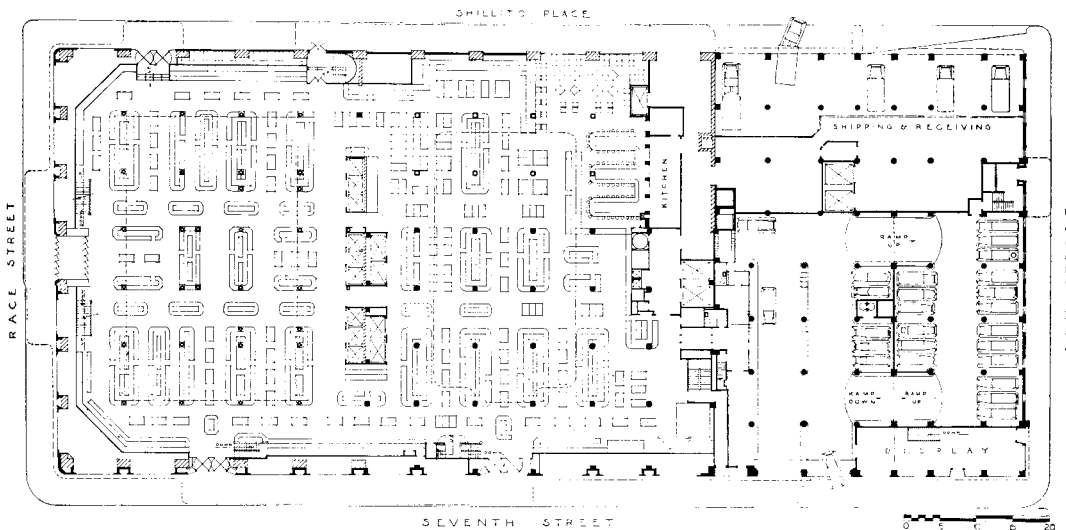 SHILLITO PLACE
RACE STREET
SHIPPING & RECEIVING
KITCHEN
RAMP
UP
RAMP
DOWN
RAMP
UP
DISPLAY
SEVENTH STREET
0 5
20